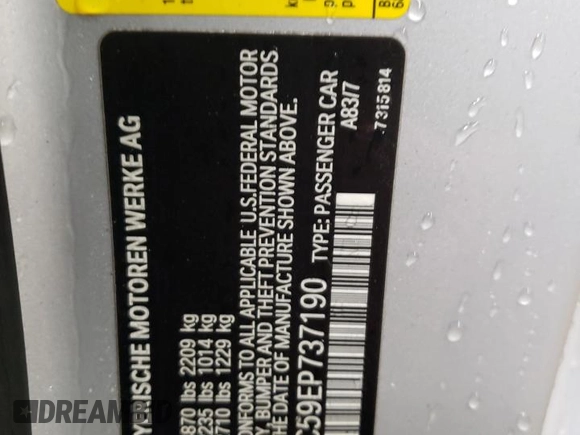 YERISCHE MOTOREN WERKE AG
870 lbs 2209 kg
235 lbs 1014 kg
710 lbs 1229 kg
ONFORMS TO ALL APPLICABLE U.S. FEDERAL MOTOR
Y, BUMPER AND THEFT PREVENTION STANDARDS
DATE OF MANUFACTURE SHOWN ABOVE.
C59EP737190 TYPE: PASSENGER CAR
A83/7
7315814
DREAMBID